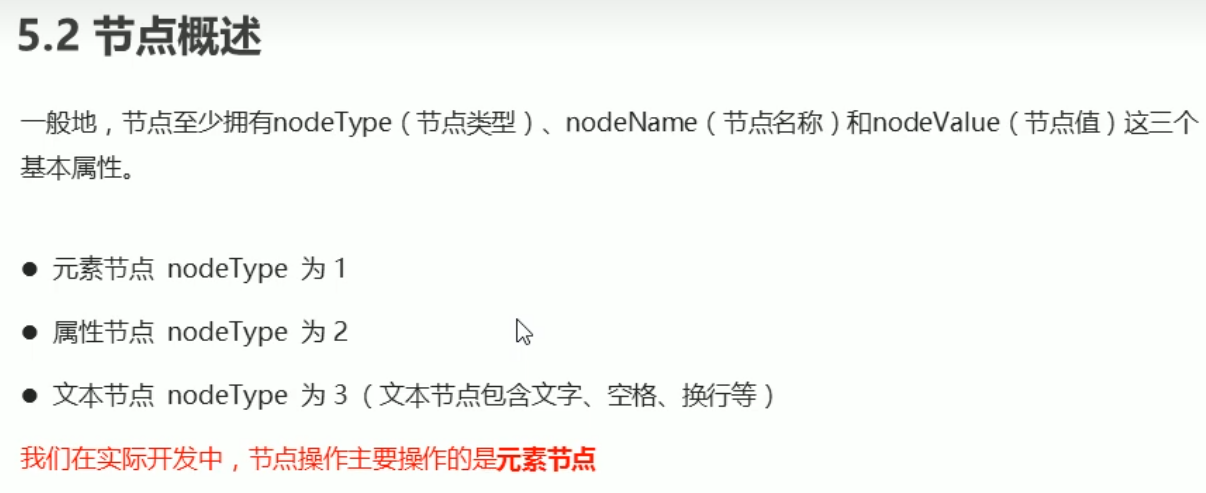 5.2 节点概述
一般地，节点至少拥有nodeType（节点类型）、nodeName（节点名称）和nodeValue（节点值）这三个
基本属性。
● 元素节点 nodeType 为 1
● 属性节点 nodeType 为 2
● 文本节点 nodeType 为 3（文本节点包含文字、空格、换行等）
我们在实际开发中，节点操作主要操作的是元素节点